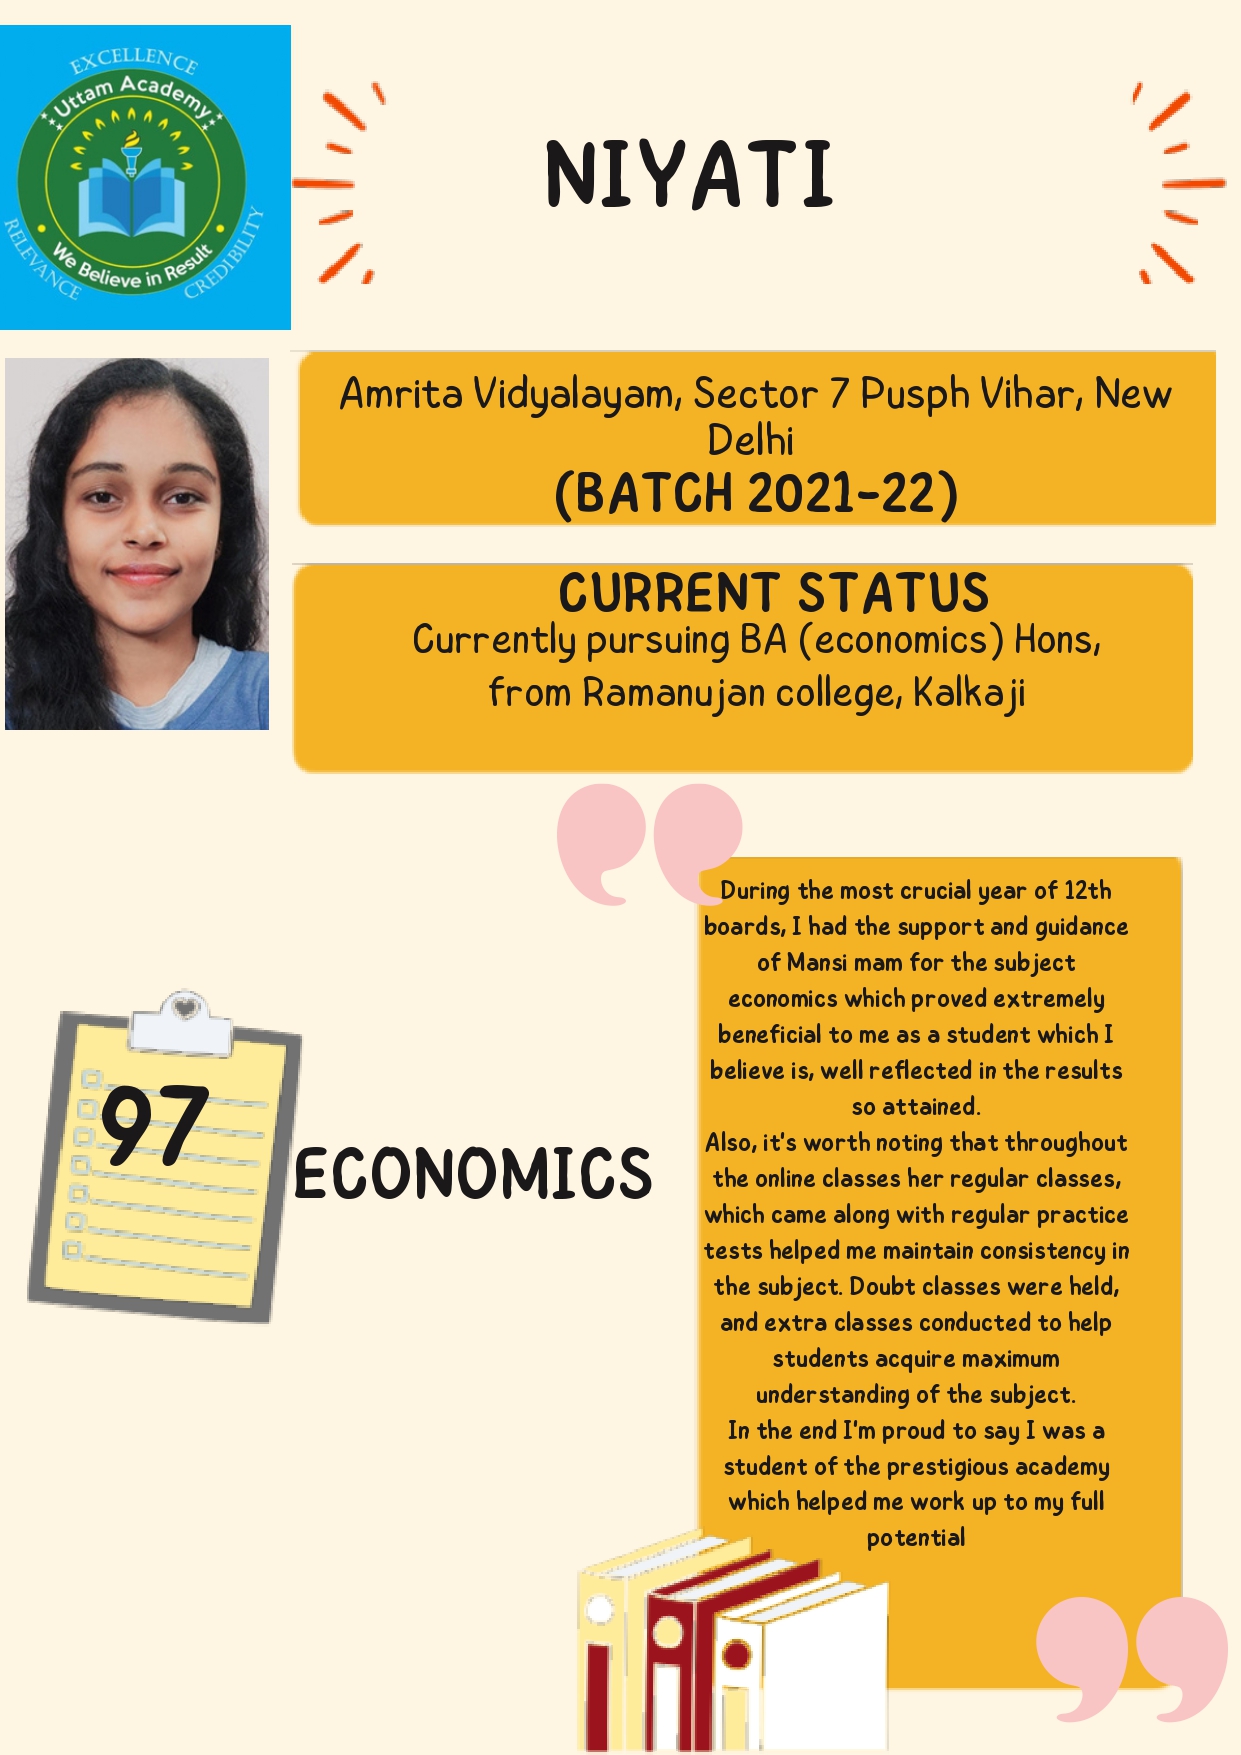 EXCELLENCE
Uttam Academy
We Believe in Result
RELEVANCE
CREDIBILITY
NIYATI
Amrita Vidyalayam, Sector 7 Pusph Vihar, New
Delhi
(BATCH 2021-22)
CURRENT STATUS
Currently pursuing BA (economics) Hons,
from Ramanujan college, Kalkaji
97
ECONOMICS
During the most crucial year of 12th
boards, I had the support and guidance
of Mansi mam for the subject
economics which proved extremely
beneficial to me as a student which I
believe is, well reflected in the results
so attained.
Also, it's worth noting that throughout
the online classes her regular classes,
which came along with regular practice
tests helped me maintain consistency in
the subject. Doubt classes were held,
and extra classes conducted to help
students acquire maximum
understanding of the subject.
In the end I'm proud to say I was a
student of the prestigious academy
which helped me work up to my full
potential